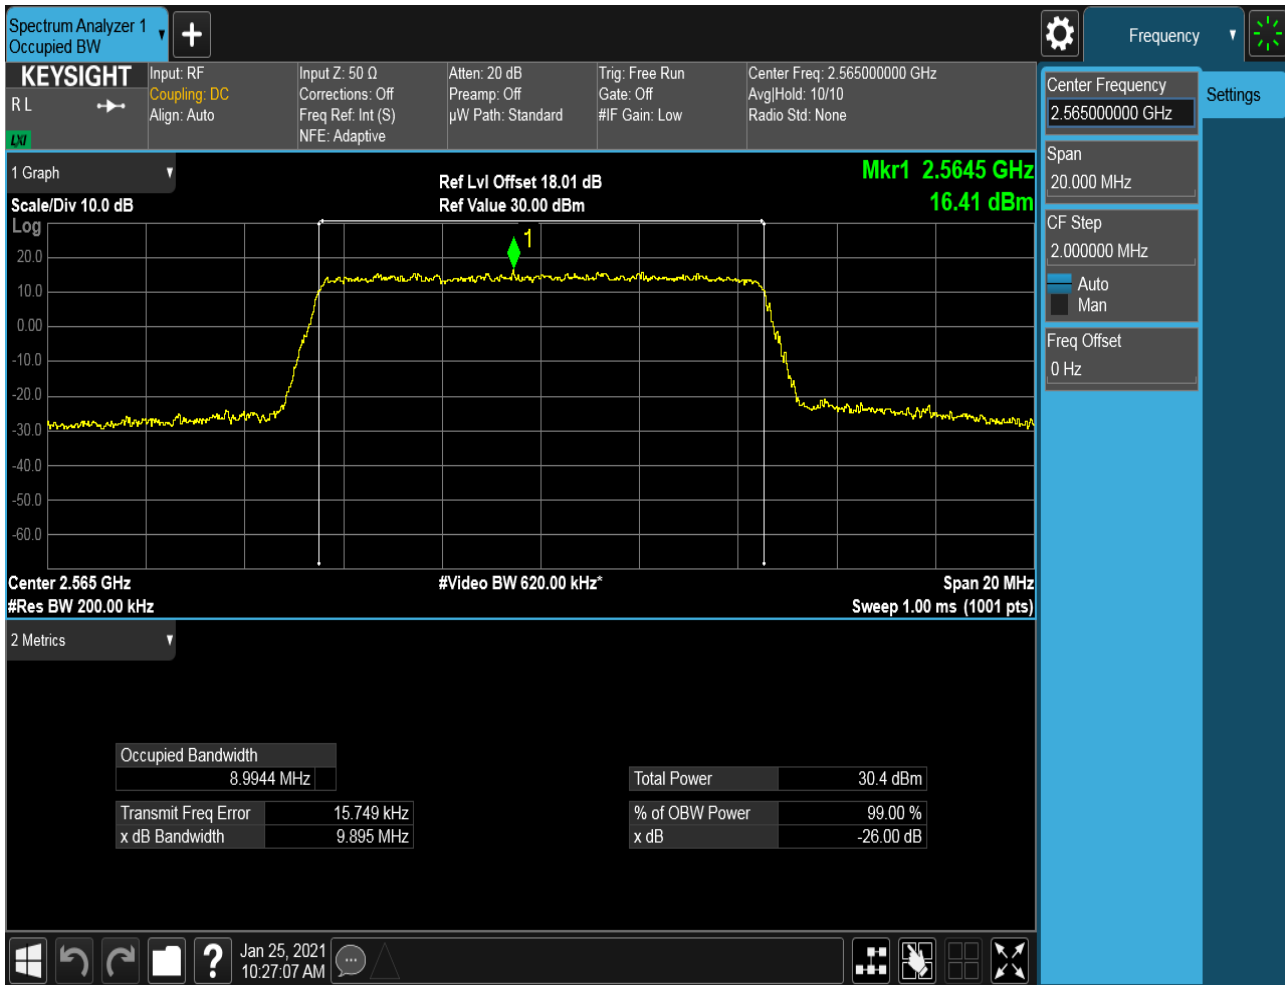 Spectrum Analyzer 1
Occupied BW
Frequency
KEYSIGHT
R L
LXI
Input: RF
Coupling: DC
Align: Auto
Input Z: 50 Ω
Corrections: Off
Freq Ref: Int (S)
NFE: Adaptive
Atten: 20 dB
Preamp: Off
µW Path: Standard
Trig: Free Run
Gate: Off
#IF Gain: Low
Center Freq: 2.565000000 GHz
Avg|Hold: 10/10
Radio Std: None
Center Frequency
2.565000000 GHz
Settings
Span
20.000 MHz
CF Step
2.000000 MHz
Auto
Man
Freq Offset
0 Hz
1 Graph
Scale/Div 10.0 dB
Log
Ref Lvl Offset 18.01 dB
Ref Value 30.00 dBm
Mkr1 2.5645 GHz
16.41 dBm
1
20.0
10.0
0.00
-10.0
-20.0
-30.0
-40.0
-50.0
-60.0
Center 2.565 GHz
#Res BW 200.00 kHz
#Video BW 620.00 kHz*
Span 20 MHz
Sweep 1.00 ms (1001 pts)
2 Metrics
Occupied Bandwidth
8.9944 MHz
Transmit Freq Error 15.749 kHz
x dB Bandwidth 9.895 MHz
Total Power 30.4 dBm
% of OBW Power 99.00 %
x dB -26.00 dB
Jan 25, 2021
10:27:07 AM